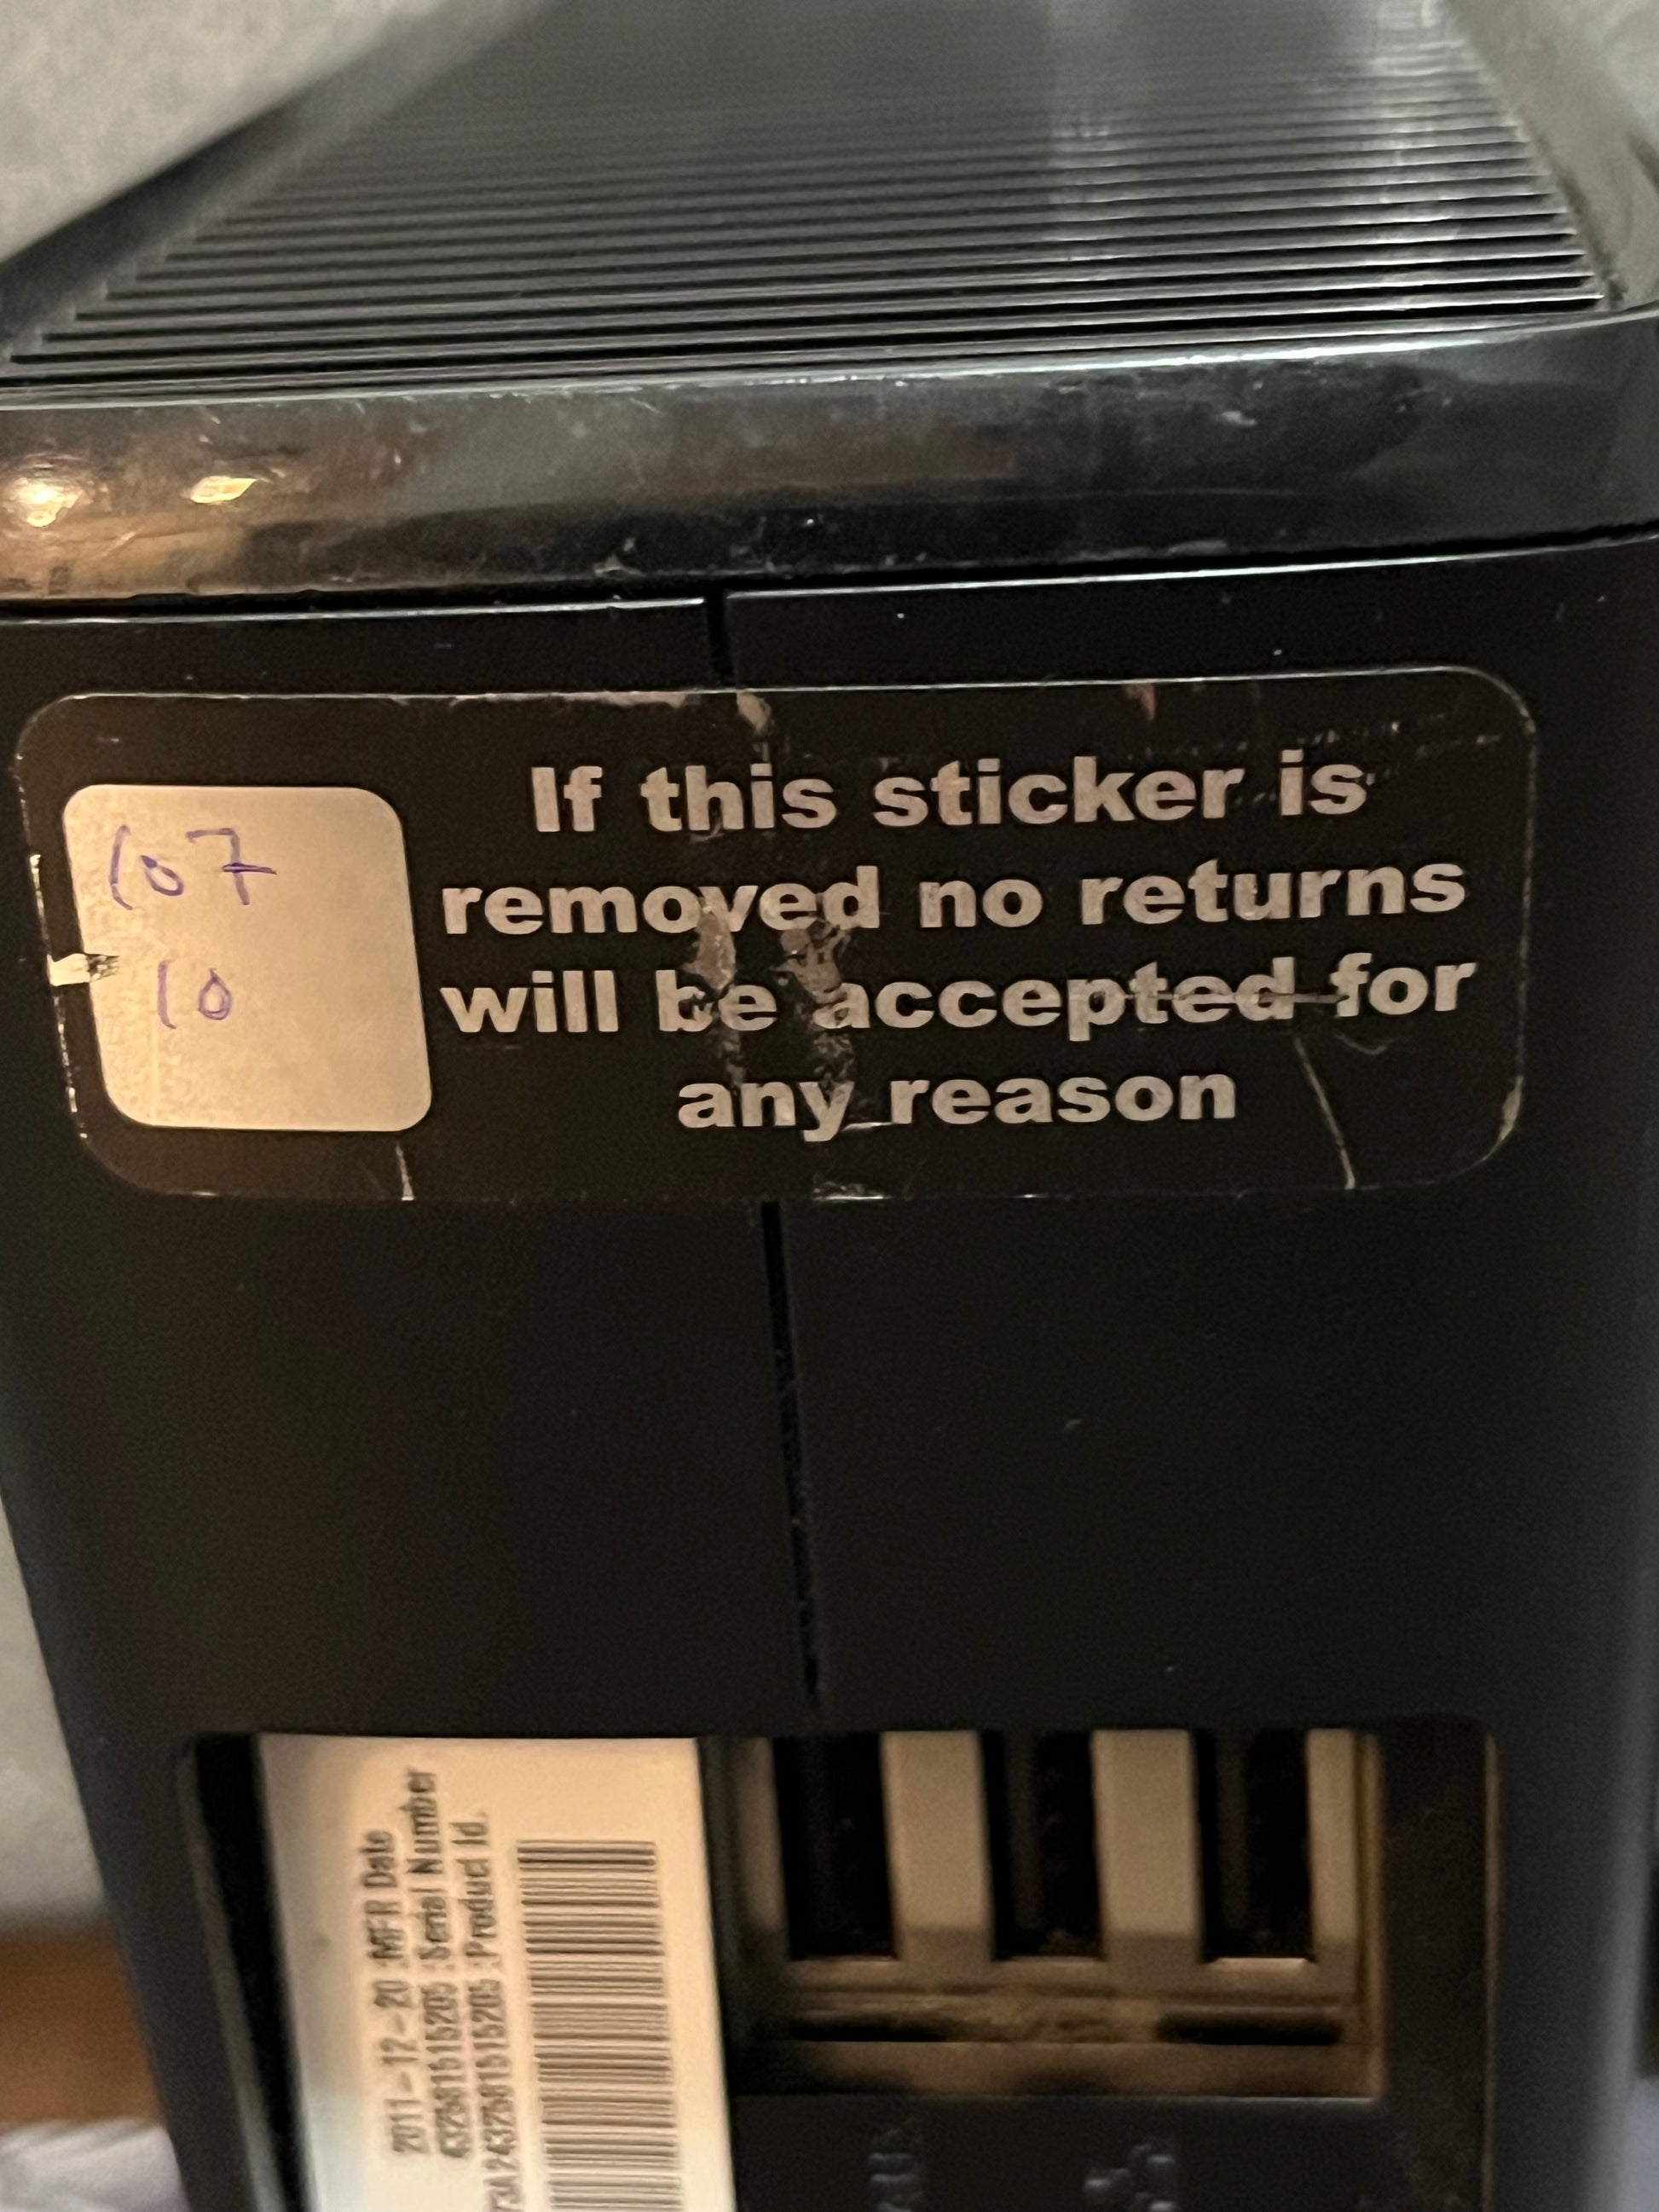 If this sticker is
removed no returns
will be accepted for
any reason
107
10
2011-12-20 :MFR Date
:Serial Number
:Product Id.